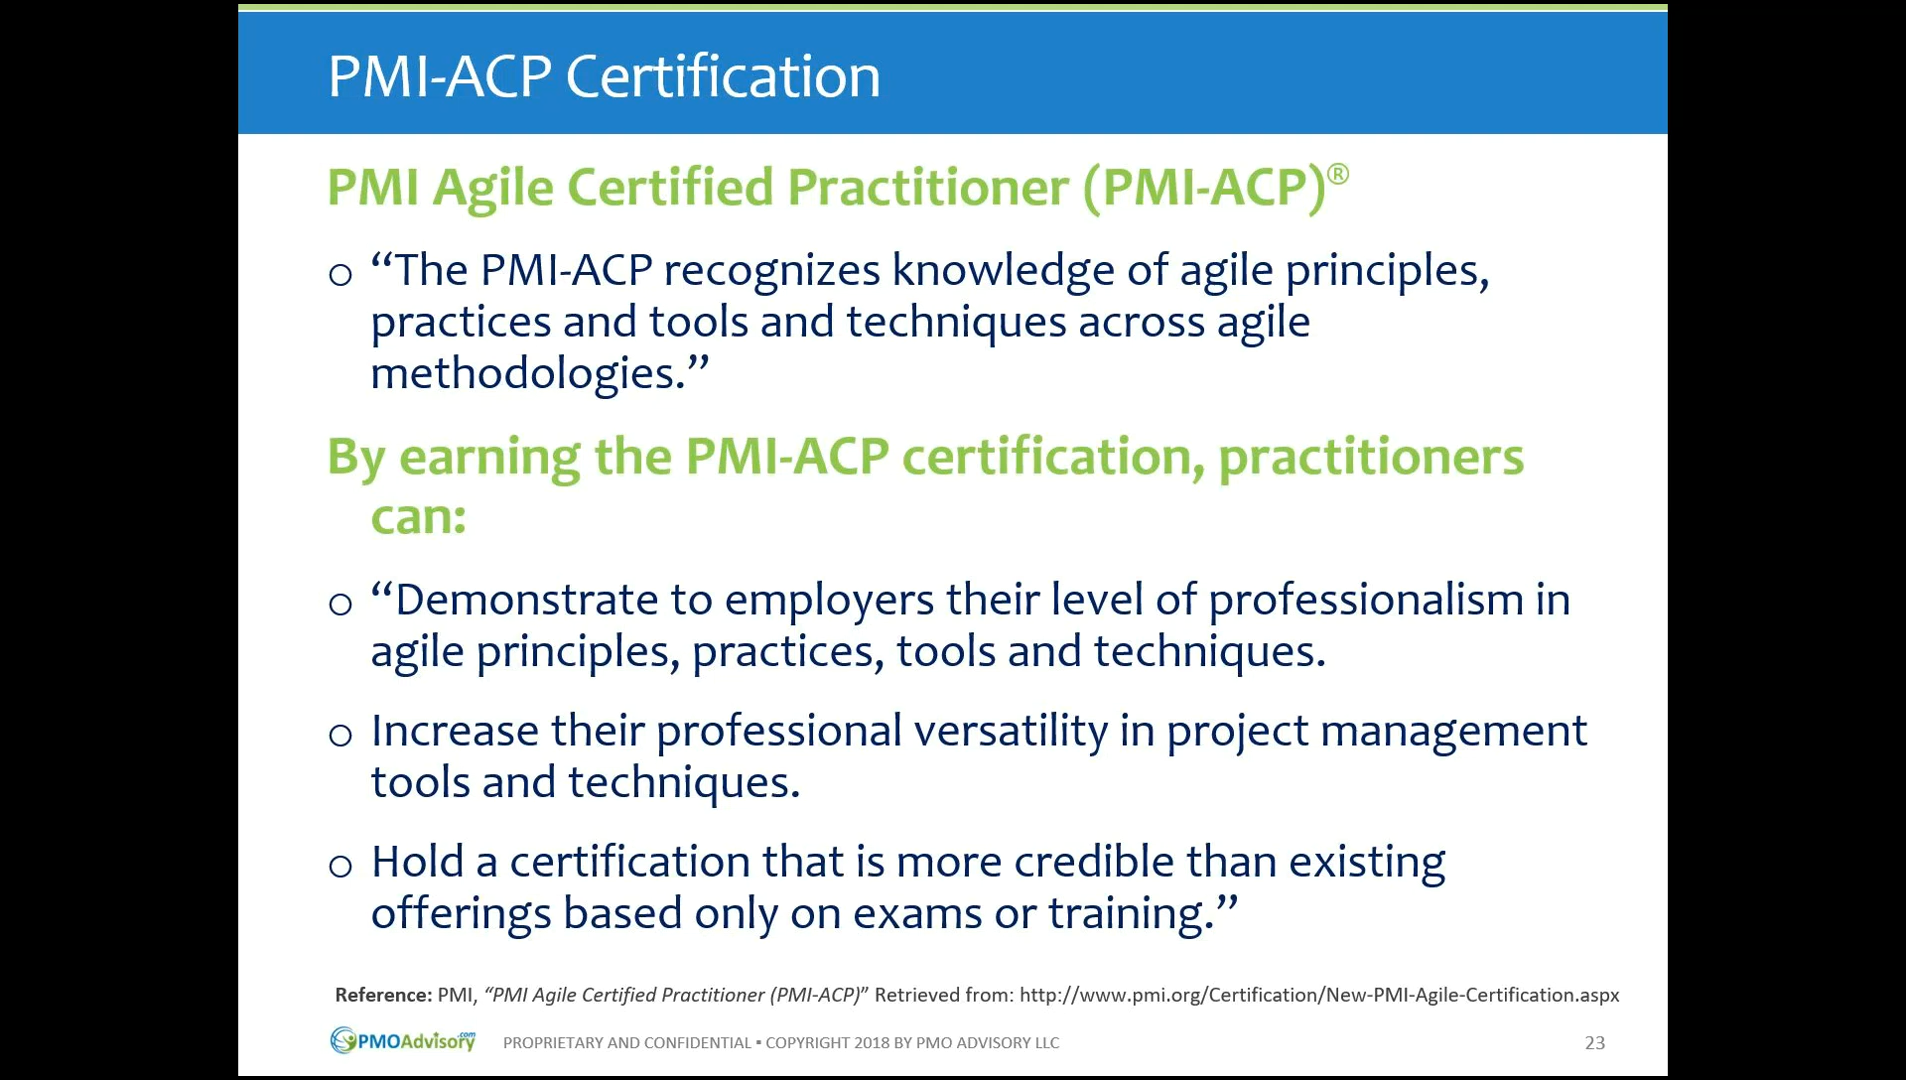 PMI-ACP Certification
PMI Agile Certified Practitioner (PMI-ACP)®
o “The PMI-ACP recognizes knowledge of agile principles,
practices and tools and techniques across agile
methodologies.”
By earning the PMI-ACP certification, practitioners
can:
o “Demonstrate to employers their level of professionalism in
agile principles, practices, tools and techniques.
o Increase their professional versatility in project management
tools and techniques.
o Hold a certification that is more credible than existing
offerings based only on exams or training.”
Reference: PMI, “PMI Agile Certified Practitioner (PMI-ACP)” Retrieved from: http://www.pmi.org/Certification/New-PMI-Agile-Certification.aspx
PMOAdvisory.com PROPRIETARY AND CONFIDENTIAL ▪ COPYRIGHT 2018 BY PMO ADVISORY LLC 23